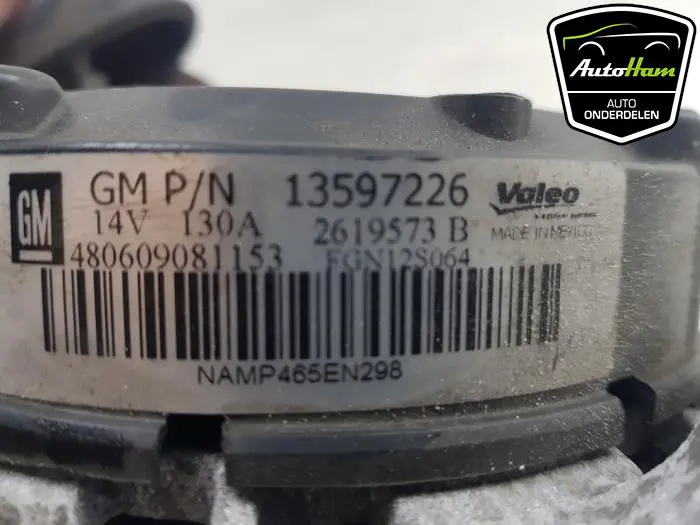 AutoHam
AUTO
ONDERDELEN
GM
GM P/N 13597226
Valeo
14V 130A 2619573 B
MADE IN MEXICO
480609081153 FGN12S064
NAMP465EN298